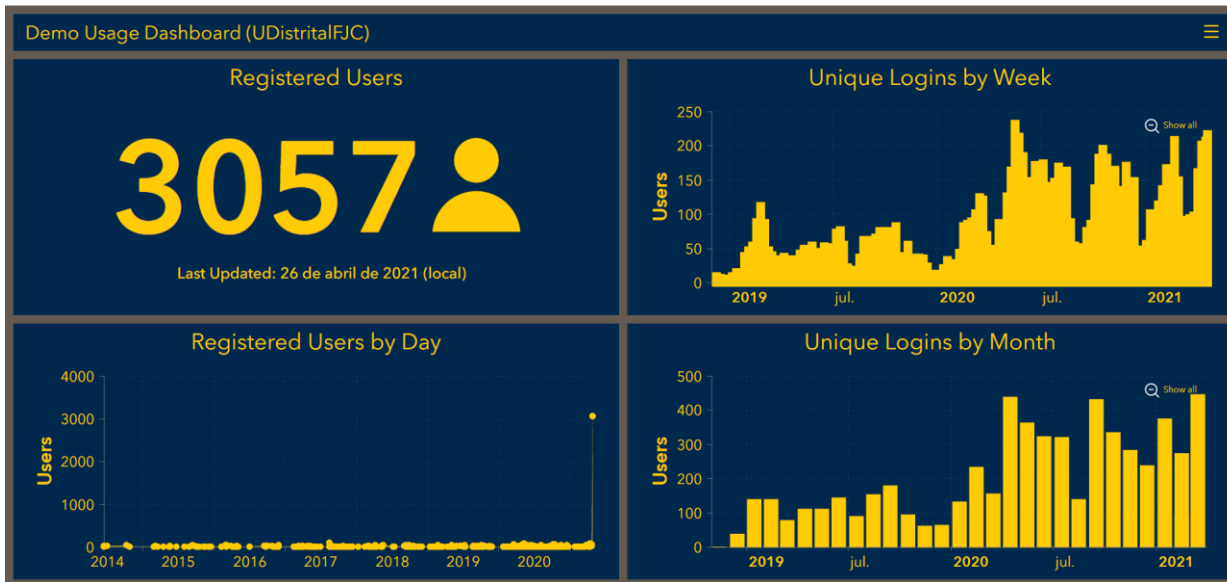 Demo Usage Dashboard (UDistritalFJC)
Registered Users
3057
Last Updated: 26 de abril de 2021 (local)
Unique Logins by Week
Show all
250
200
150
100
50
0
Users
2019 jul. 2020 jul. 2021
Registered Users by Day
4000
3000
2000
1000
0
Users
2014 2015 2016 2017 2018 2019 2020
Unique Logins by Month
Show all
500
400
300
200
100
0
Users
2019 jul. 2020 jul. 2021